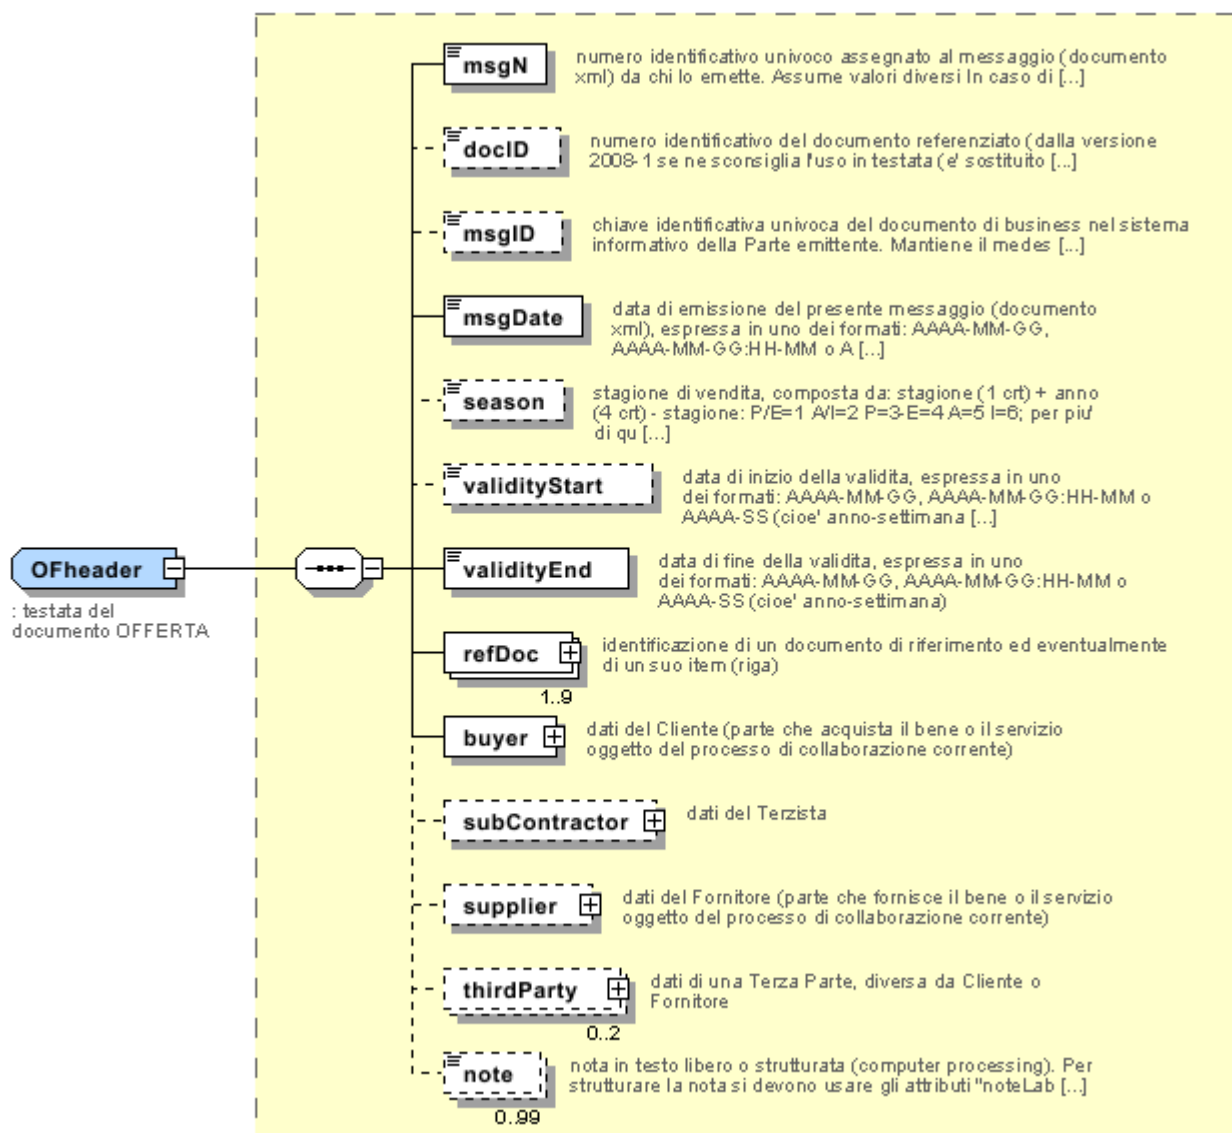 msgN
numero identificativo univoco assegnato al messaggio (documento
xml) da chi lo emette. Assume valori diversi In caso di [...]
docID
numero identificativo del documento referenziato (dalla versione
2008-1 se ne sconsiglia l'uso in testata (e' sostituito [...]
msgID
chiave identificativa univoca del documento di business nel sistema
informativo della Parte emittente. Mantiene il medes [...]
msgDate
data di emissione del presente messaggio (documento
xml), espressa in uno dei formati: AAAA-MM-GG,
AAAA-MM-GG:HH-MM o A [...]
season
stagione di vendita, composta da: stagione (1 crt) + anno
(4 crt) - stagione: P/E=1 A/I=2 P=3-E=4 A=5 I=6; per piu'
di qu [...]
validityStart
data di inizio della validita, espressa in uno
dei formati: AAAA-MM-GG, AAAA-MM-GG:HH-MM o
AAAA-SS (cioe' anno-settimana [...]
OFheader
: testata del
documento OFFERTA
validityEnd
data di fine della validita, espressa in uno
dei formati: AAAA-MM-GG, AAAA-MM-GG:HH-MM o
AAAA-SS (cioe' anno-settimana)
refDoc
1..9
identificazione di un documento di riferimento ed eventualmente
di un suo item (riga)
buyer
dati del Cliente (parte che acquista il bene o il servizio
oggetto del processo di collaborazione corrente)
subContractor
dati del Terzista
supplier
dati del Fornitore (parte che fornisce il bene o il servizio
oggetto del processo di collaborazione corrente)
thirdParty
0..2
dati di una Terza Parte, diversa da Cliente o
Fornitore
note
0..99
nota in testo libero o strutturata (computer processing). Per
strutturare la nota si devono usare gli attributi "noteLab [...]